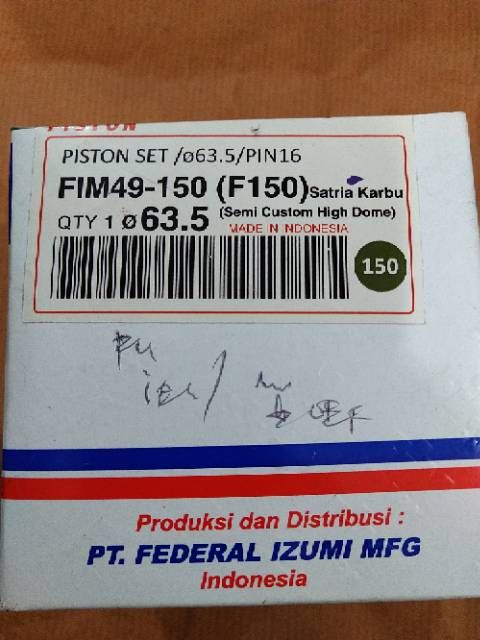 PISTON
PISTON SET /ø63.5/PIN16
FIM49-150 (F150) Satria Karbu
QTY 1 ø 63.5 (Semi Custom High Dome)
MADE IN INDONESIA
150
Produksi dan Distribusi :
PT. FEDERAL IZUMI MFG
Indonesia